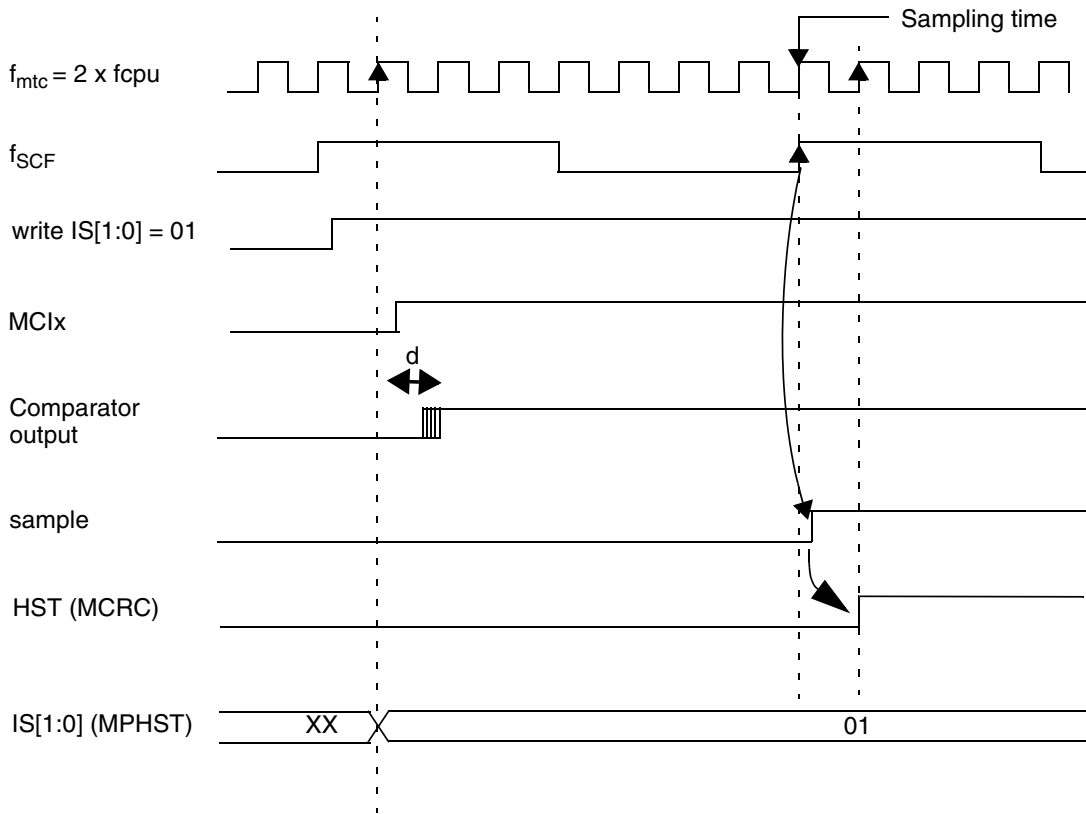 Sampling time
fmtc = 2 x fcpu
fSCF
write IS[1:0] = 01
MCIx
d
Comparator
output
sample
HST (MCRC)
IS[1:0] (MPHST)
XX
01